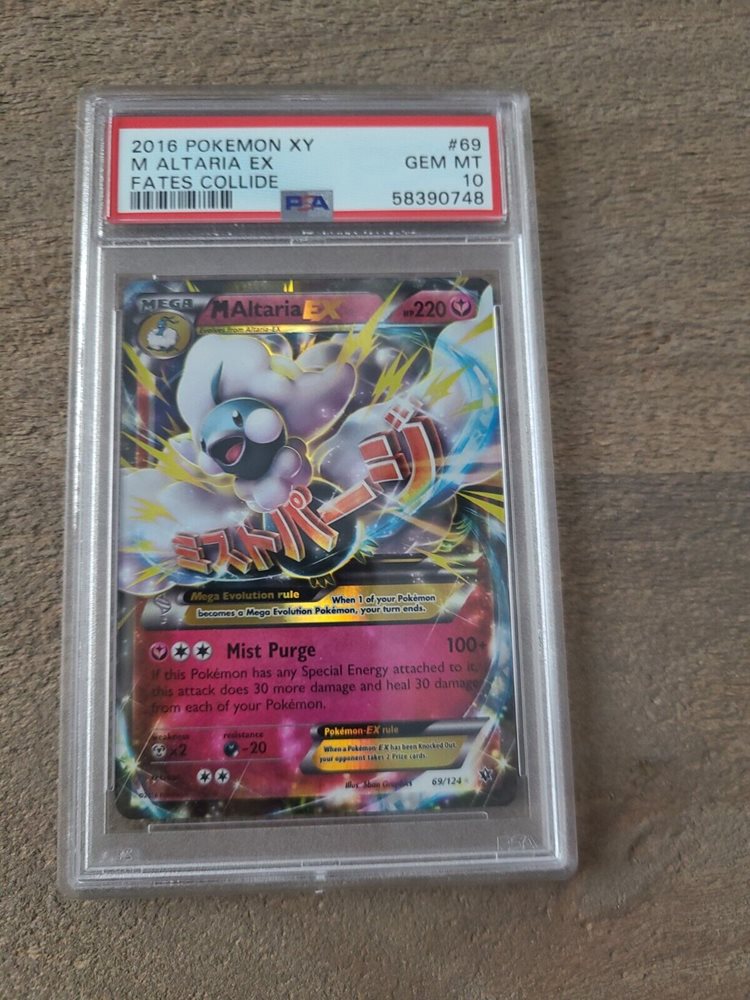 2016 POKEMON XY #69
M ALTARIA EX GEM MT
FATES COLLIDE 10
PSA 58390748
MEGA
M Altaria EX HP220
Evolves from Altaria-EX
ミストパージ
Mega Evolution rule When 1 of your Pokémon
becomes a Mega Evolution Pokémon, your turn ends.
Mist Purge 100+
If this Pokémon has any Special Energy attached to it,
this attack does 30 more damage and heal 30 damage
from each of your Pokémon.
weakness resistance
×2 -20
Pokémon-EX rule
When a Pokémon-EX has been Knocked Out,
your opponent takes 2 Prize cards.
Illus. 5ban Graphics 69/124